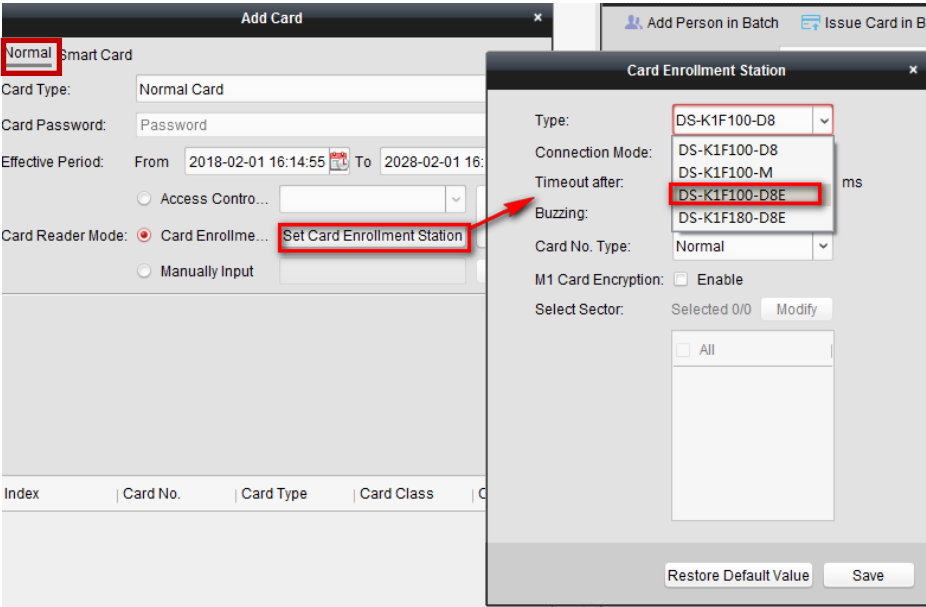 Add Card
×
Normal
Smart Card
Card Type:
Normal Card
Card Password:
Password
Effective Period:
From
2018-02-01 16:14:55
To
2028-02-01 16:
Access Contro...
Card Reader Mode:
Card Enrollme...
Set Card Enrollment Station
Manually Input
Index
Card No.
Card Type
Card Class
Add Person in Batch
Issue Card in B
Card Enrollment Station
×
Type:
DS-K1F100-D8
DS-K1F100-D8
DS-K1F100-M
DS-K1F100-D8E
DS-K1F180-D8E
Connection Mode:
Timeout after:
ms
Buzzing:
Card No. Type:
Normal
M1 Card Encryption:
Enable
Select Sector:
Selected 0/0
Modify
All
Restore Default Value
Save